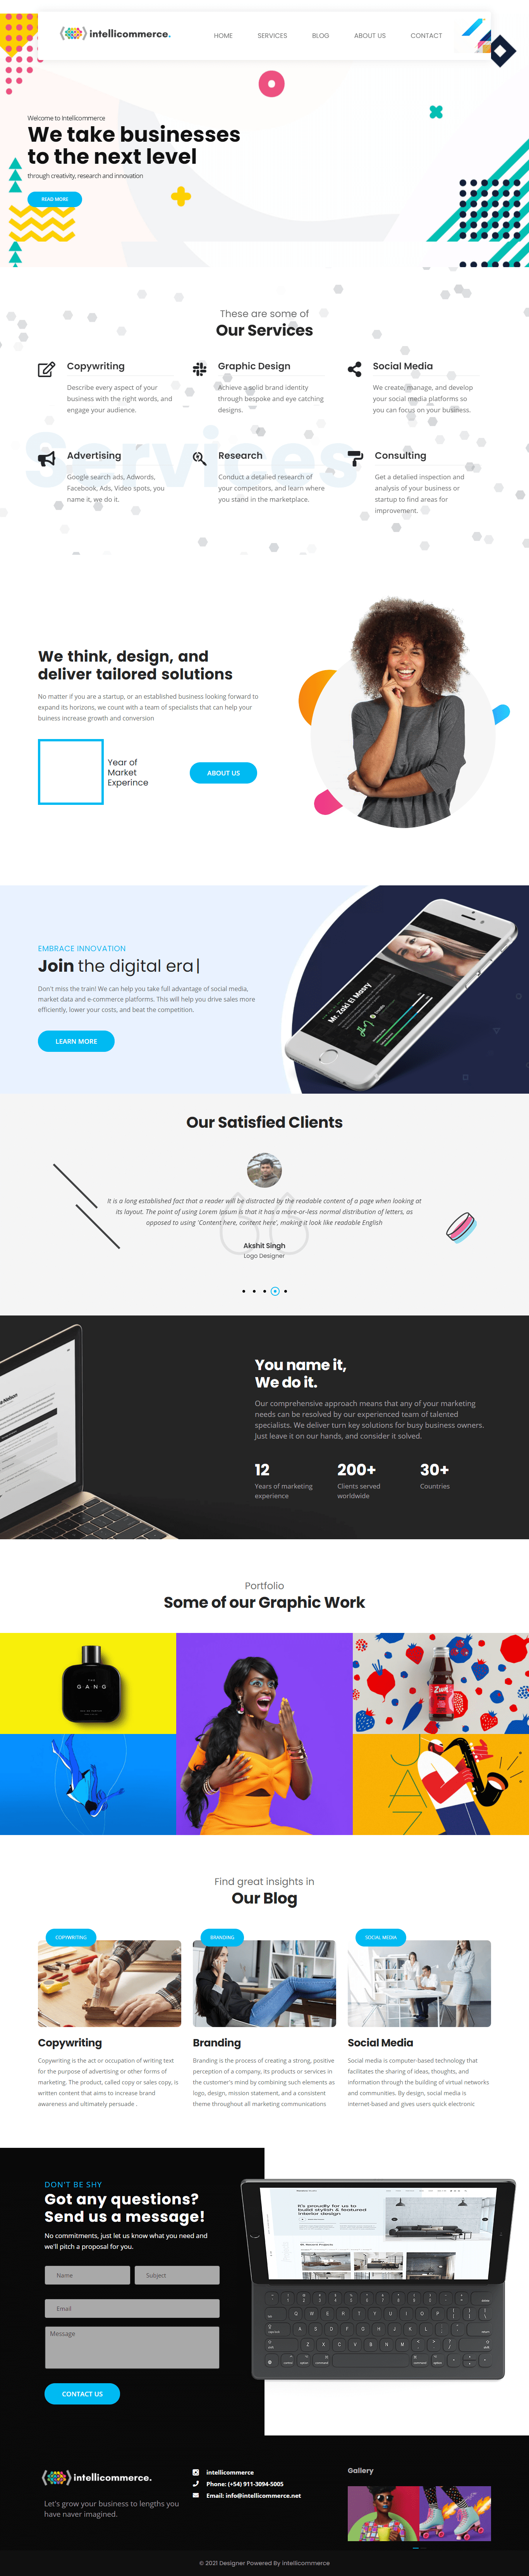 intellicommerce.
HOME SERVICES BLOG ABOUT US CONTACT
Welcome to Intellicommerce
We take businesses
to the next level
through creativity, research and innovation
READ MORE
These are some of
Our Services
Services
Copywriting
Describe every aspect of your
business with the right words, and
engage your audience.
Graphic Design
Achieve a solid brand identity
through bespoke and eye catching
designs.
Social Media
We create, manage, and develop
your social media platforms so
you can focus on your business.
Advertising
Google search ads, Adwords,
Facebook, Ads, Video spots, you
name it, we do it.
Research
Conduct a detailed research of
your competitors, and learn where
you stand in the marketplace.
Consulting
Get a detailed inspection and
analysis of your business or
startup to find areas for
improvement.
We think, design, and
deliver tailored solutions
No matter if you are a startup, or an established business looking forward to
expand its horizons, we count with a team of specialists that can help your
buiness increase growth and conversion
Year of
Market
Experince
ABOUT US
EMBRACE INNOVATION
Join the digital era|
Don't miss the train! We can help you take full advantage of social media,
market data and e-commerce platforms. This will help you drive sales more
efficiently, lower your costs, and beat the competition.
LEARN MORE
Mr. Zaki El Masry
Our Satisfied Clients
It is a long established fact that a reader will be distracted by the readable content of a page when looking at
its layout. The point of using Lorem Ipsum is that it has a more-or-less normal distribution of letters, as
opposed to using 'Content here, content here', making it look like readable English
Akshit Singh
Logo Designer
You name it,
We do it.
Our comprehensive approach means that any of your marketing
needs can be resolved by our experienced team of talented
specialists. We deliver turn key solutions for busy business owners.
Just leave it on our hands, and consider it solved.
12 200+ 30+
Years of marketing
experience
Clients served
worldwide
Countries
Portfolio
Some of our Graphic Work
GANG
JAZ
Find great insights in
Our Blog
COPYWRITING
BRANDING
SOCIAL MEDIA
Copywriting
Copywriting is the act or occupation of writing text
for the purpose of advertising or other forms of
marketing. The product, called copy or sales copy, is
written content that aims to increase brand
awareness and ultimately persuade .
Branding
Branding is the process of creating a strong, positive
perception of a company, its products or services in
the customer's mind by combining such elements as
logo, design, mission statement, and a consistent
theme throughout all marketing communications
Social Media
Social media is computer-based technology that
facilitates the sharing of ideas, thoughts, and
information through the building of virtual networks
and communities. By design, social media is
internet-based and gives users quick electronic
DON'T BE SHY
Got any questions?
Send us a message!
No commitments, just let us know what you need and
we'll pitch a proposal for you.
Name Subject
Email
Message
CONTACT US
It's proudly for us to
build stylish & featured
interior design
intellicommerce.
Let's grow your business to lengths you
have naver imagined.
intellicommerce
Phone: (+54) 911-3094-5005
Email: info@intellicommerce.net
Gallery
© 2021 Designer Powered By intellicommerce